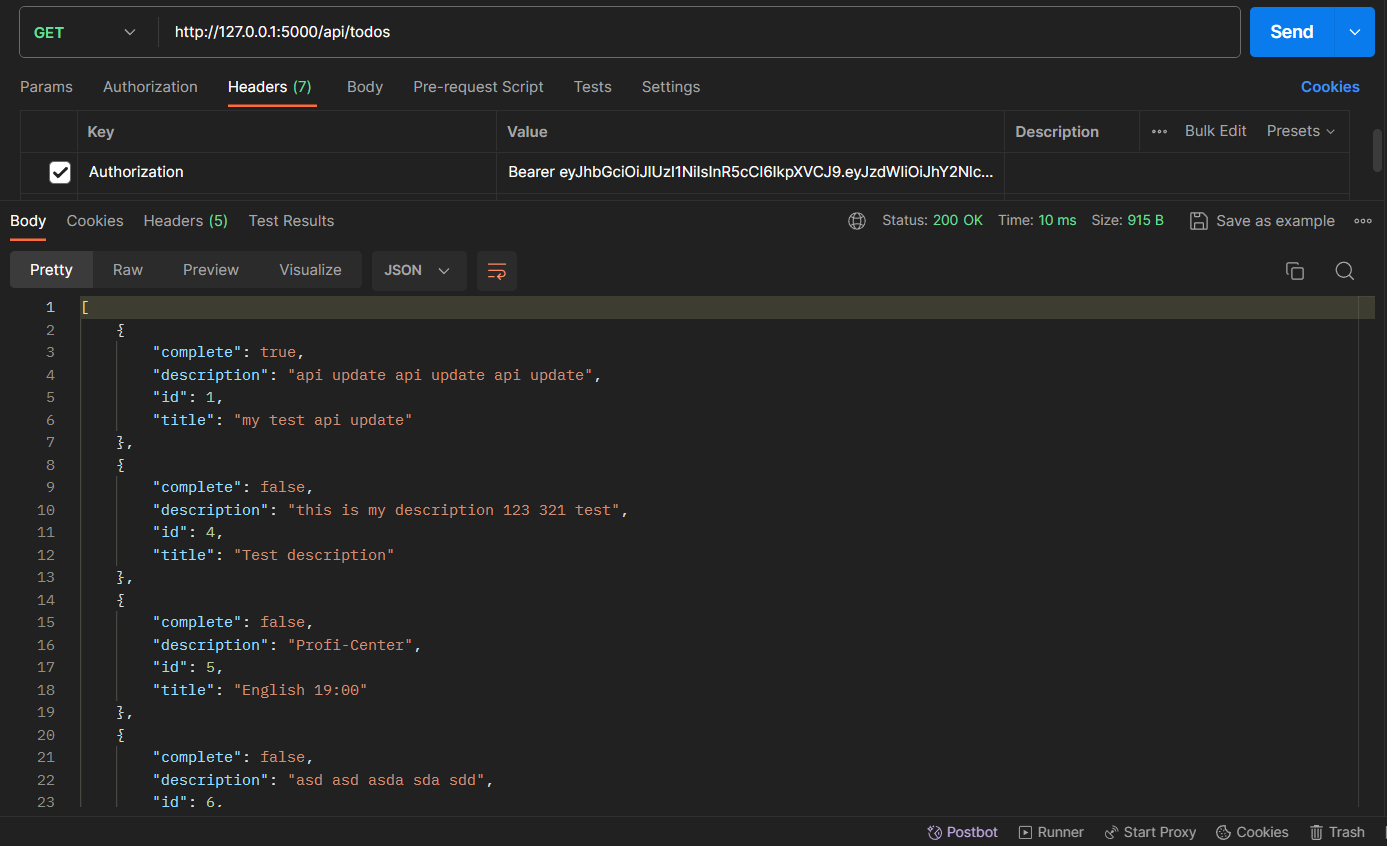 GET http://127.0.0.1:5000/api/todos Send
Params Authorization Headers (7) Body Pre-request Script Tests Settings Cookies
Key Value Description Bulk Edit Presets
Authorization Bearer eyJhbGciOiJIUzI1NiIsInR5cCI6IkpXVCJ9.eyJzdWIiOiJhY2Nlc...
Body Cookies Headers (5) Test Results Status: 200 OK Time: 10 ms Size: 915 B Save as example
Pretty Raw Preview Visualize JSON
1 [
2 {
3 "complete": true,
4 "description": "api update api update api update",
5 "id": 1,
6 "title": "my test api update"
7 },
8 {
9 "complete": false,
10 "description": "this is my description 123 321 test",
11 "id": 4,
12 "title": "Test description"
13 },
14 {
15 "complete": false,
16 "description": "Profi-Center",
17 "id": 5,
18 "title": "English 19:00"
19 },
20 {
21 "complete": false,
22 "description": "asd asd asda sda sdd",
23 "id": 6,
Postbot Runner Start Proxy Cookies Trash